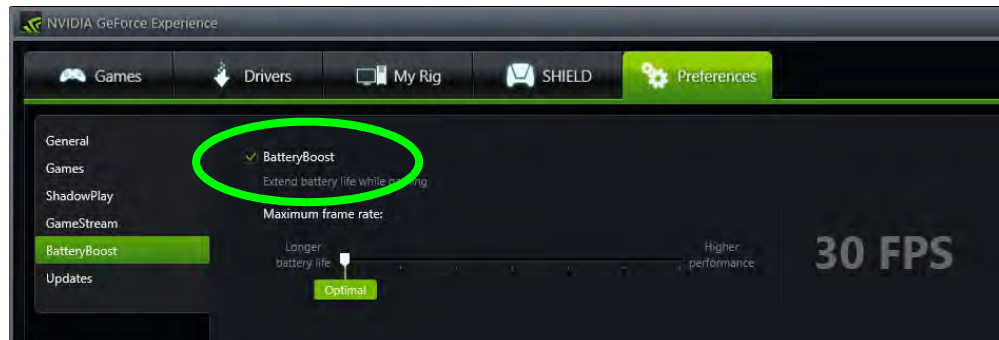 NVIDIA GeForce Experience
Games Drivers My Rig SHIELD Preferences
General
Games
ShadowPlay
GameStream
BatteryBoost
Updates
BatteryBoost
Extend battery life while gaming
Maximum frame rate:
Longer
battery life
Optimal
Higher
performance
30 FPS